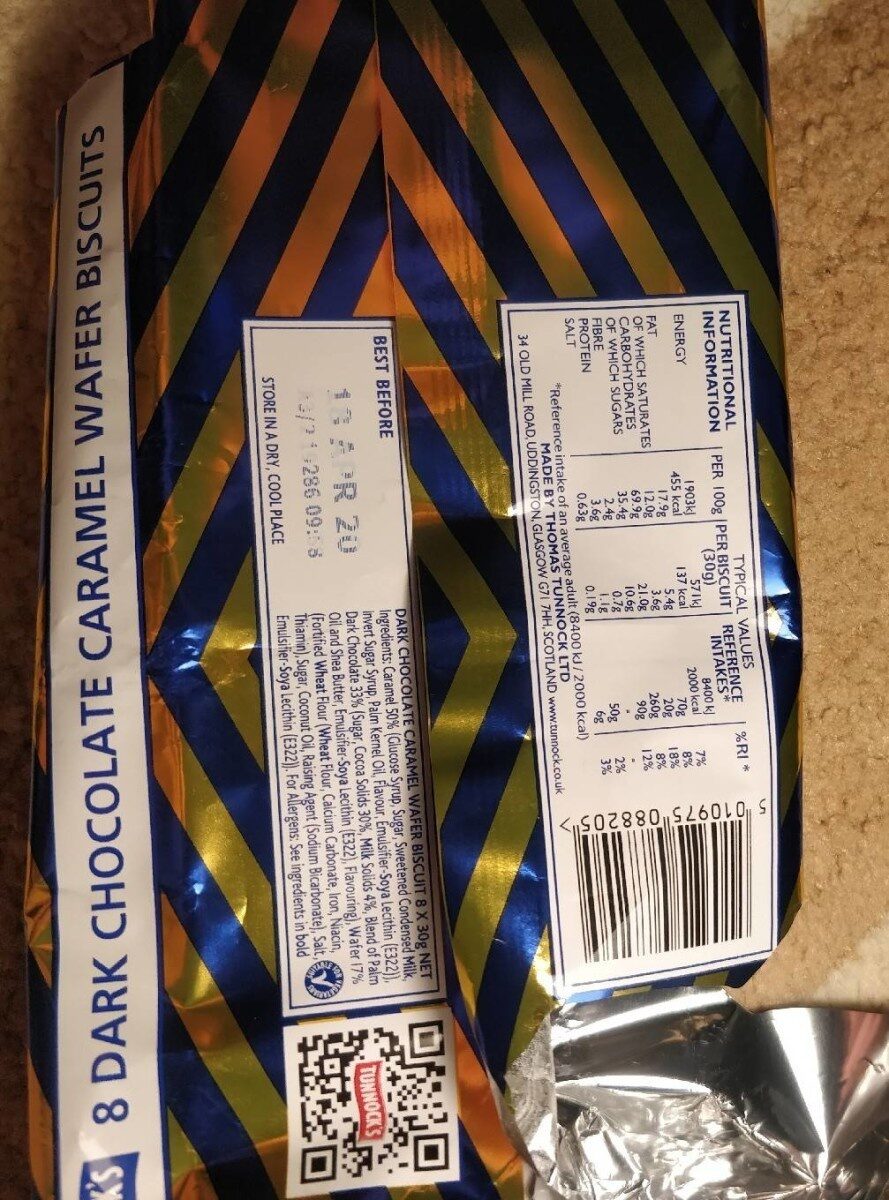 8 DARK CHOCOLATE CARAMEL WAFER BISCUITS
K'S
NUTRITIONAL INFORMATION
TYPICAL VALUES
PER 100g PER BISCUIT (30g) REFERENCE INTAKES* %RI *
ENERGY 1903kJ 571kJ 8400 kJ 7%
455 kcal 137 kcal 2000 kcal
FAT 17.9g 5.4g 70g 8%
OF WHICH SATURATES 12.0g 3.6g 20g 18%
CARBOHYDRATES 69.9g 21.0g 260g 8%
OF WHICH SUGARS 35.4g 10.6g 90g 12%
FIBRE 2.4g 0.7g - -
PROTEIN 3.6g 1.1g 50g 2%
SALT 0.63g 0.19g 6g 3%
*Reference intake of an average adult (8400 kJ / 2000 kcal)
MADE BY THOMAS TUNNOCK LTD
34 OLD MILL ROAD, UDDINGSTON, GLASGOW G71 7HH SCOTLAND www.tunnock.co.uk
5 010975 088205 >
BEST BEFORE
18 APR 20
286 09:
STORE IN A DRY, COOL PLACE
DARK CHOCOLATE CARAMEL WAFER BISCUIT 8 X 30g NET
Ingredients: Caramel 50% (Glucose Syrup, Sugar, Sweetened Condensed Milk,
Invert Sugar Syrup, Palm Kernel Oil, Flavour, Emulsifier-Soya Lecithin (E322)),
Dark Chocolate 33% (Sugar, Cocoa Solids 30%, Milk Solids 4%, Blend of Palm
Oil and Shea Butter, Emulsifier-Soya Lecithin (E322), Flavouring) Wafer 17%
(Fortified Wheat Flour (Wheat Flour, Calcium Carbonate, Iron, Niacin,
Thiamin), Sugar, Coconut Oil, Raising Agent (Sodium Bicarbonate), Salt,
Emulsifier-Soya Lecithin (E322)). For Allergens: See ingredients in bold
SUITABLE FOR VEGETARIANS
TUNNOCK'S